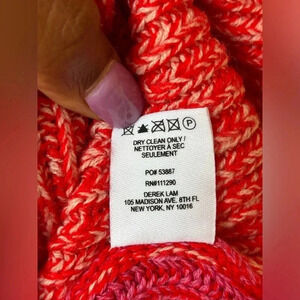 DRY CLEAN ONLY /
NETTOYER À SEC
SEULEMENT
PO# 53887
RN#111290
DEREK LAM
105 MADISON AVE. 8TH FL
NEW YORK, NY 10016